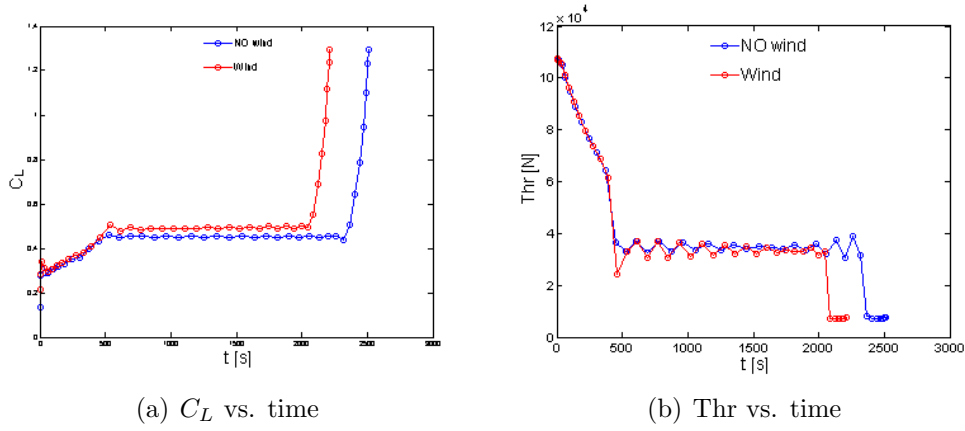 1.4
1.2
1
0.8
0.6
0.4
0.2
0
C_L
NO wind
Wind
0 500 1000 1500 2000 2500 3000
t [s]
(a) C_L vs. time
x 10^4
12
10
8
6
4
2
0
Thr [N]
NO wind
Wind
0 500 1000 1500 2000 2500 3000
t [s]
(b) Thr vs. time